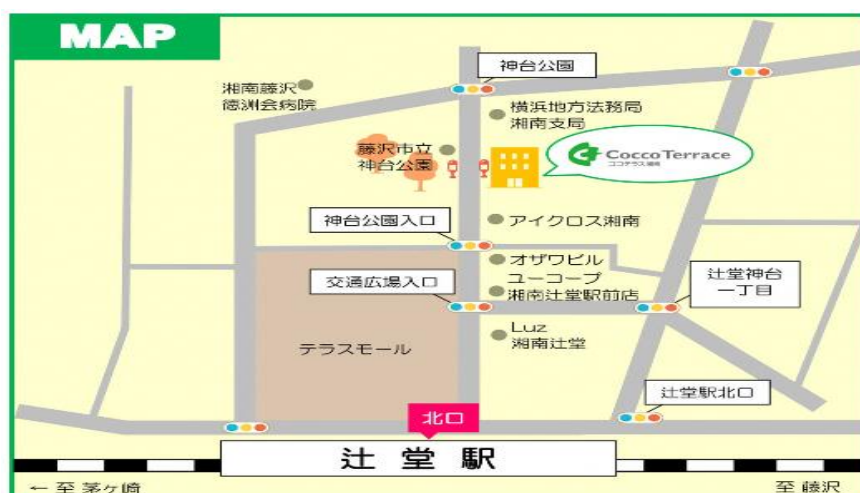 MAP
神台公園
湘南藤沢
徳洲会病院
横浜地方法務局
湘南支局
藤沢市立
神台公園
CoccoTerrace
ココテラス湘南
神台公園入口
アイクロス湘南
オザワビル
ユーコープ
湘南辻堂駅前店
辻堂神台
一丁目
交通広場入口
Luz
湘南辻堂
テラスモール
辻堂駅北口
北口
辻堂駅
← 至 茅ヶ崎
至 藤沢